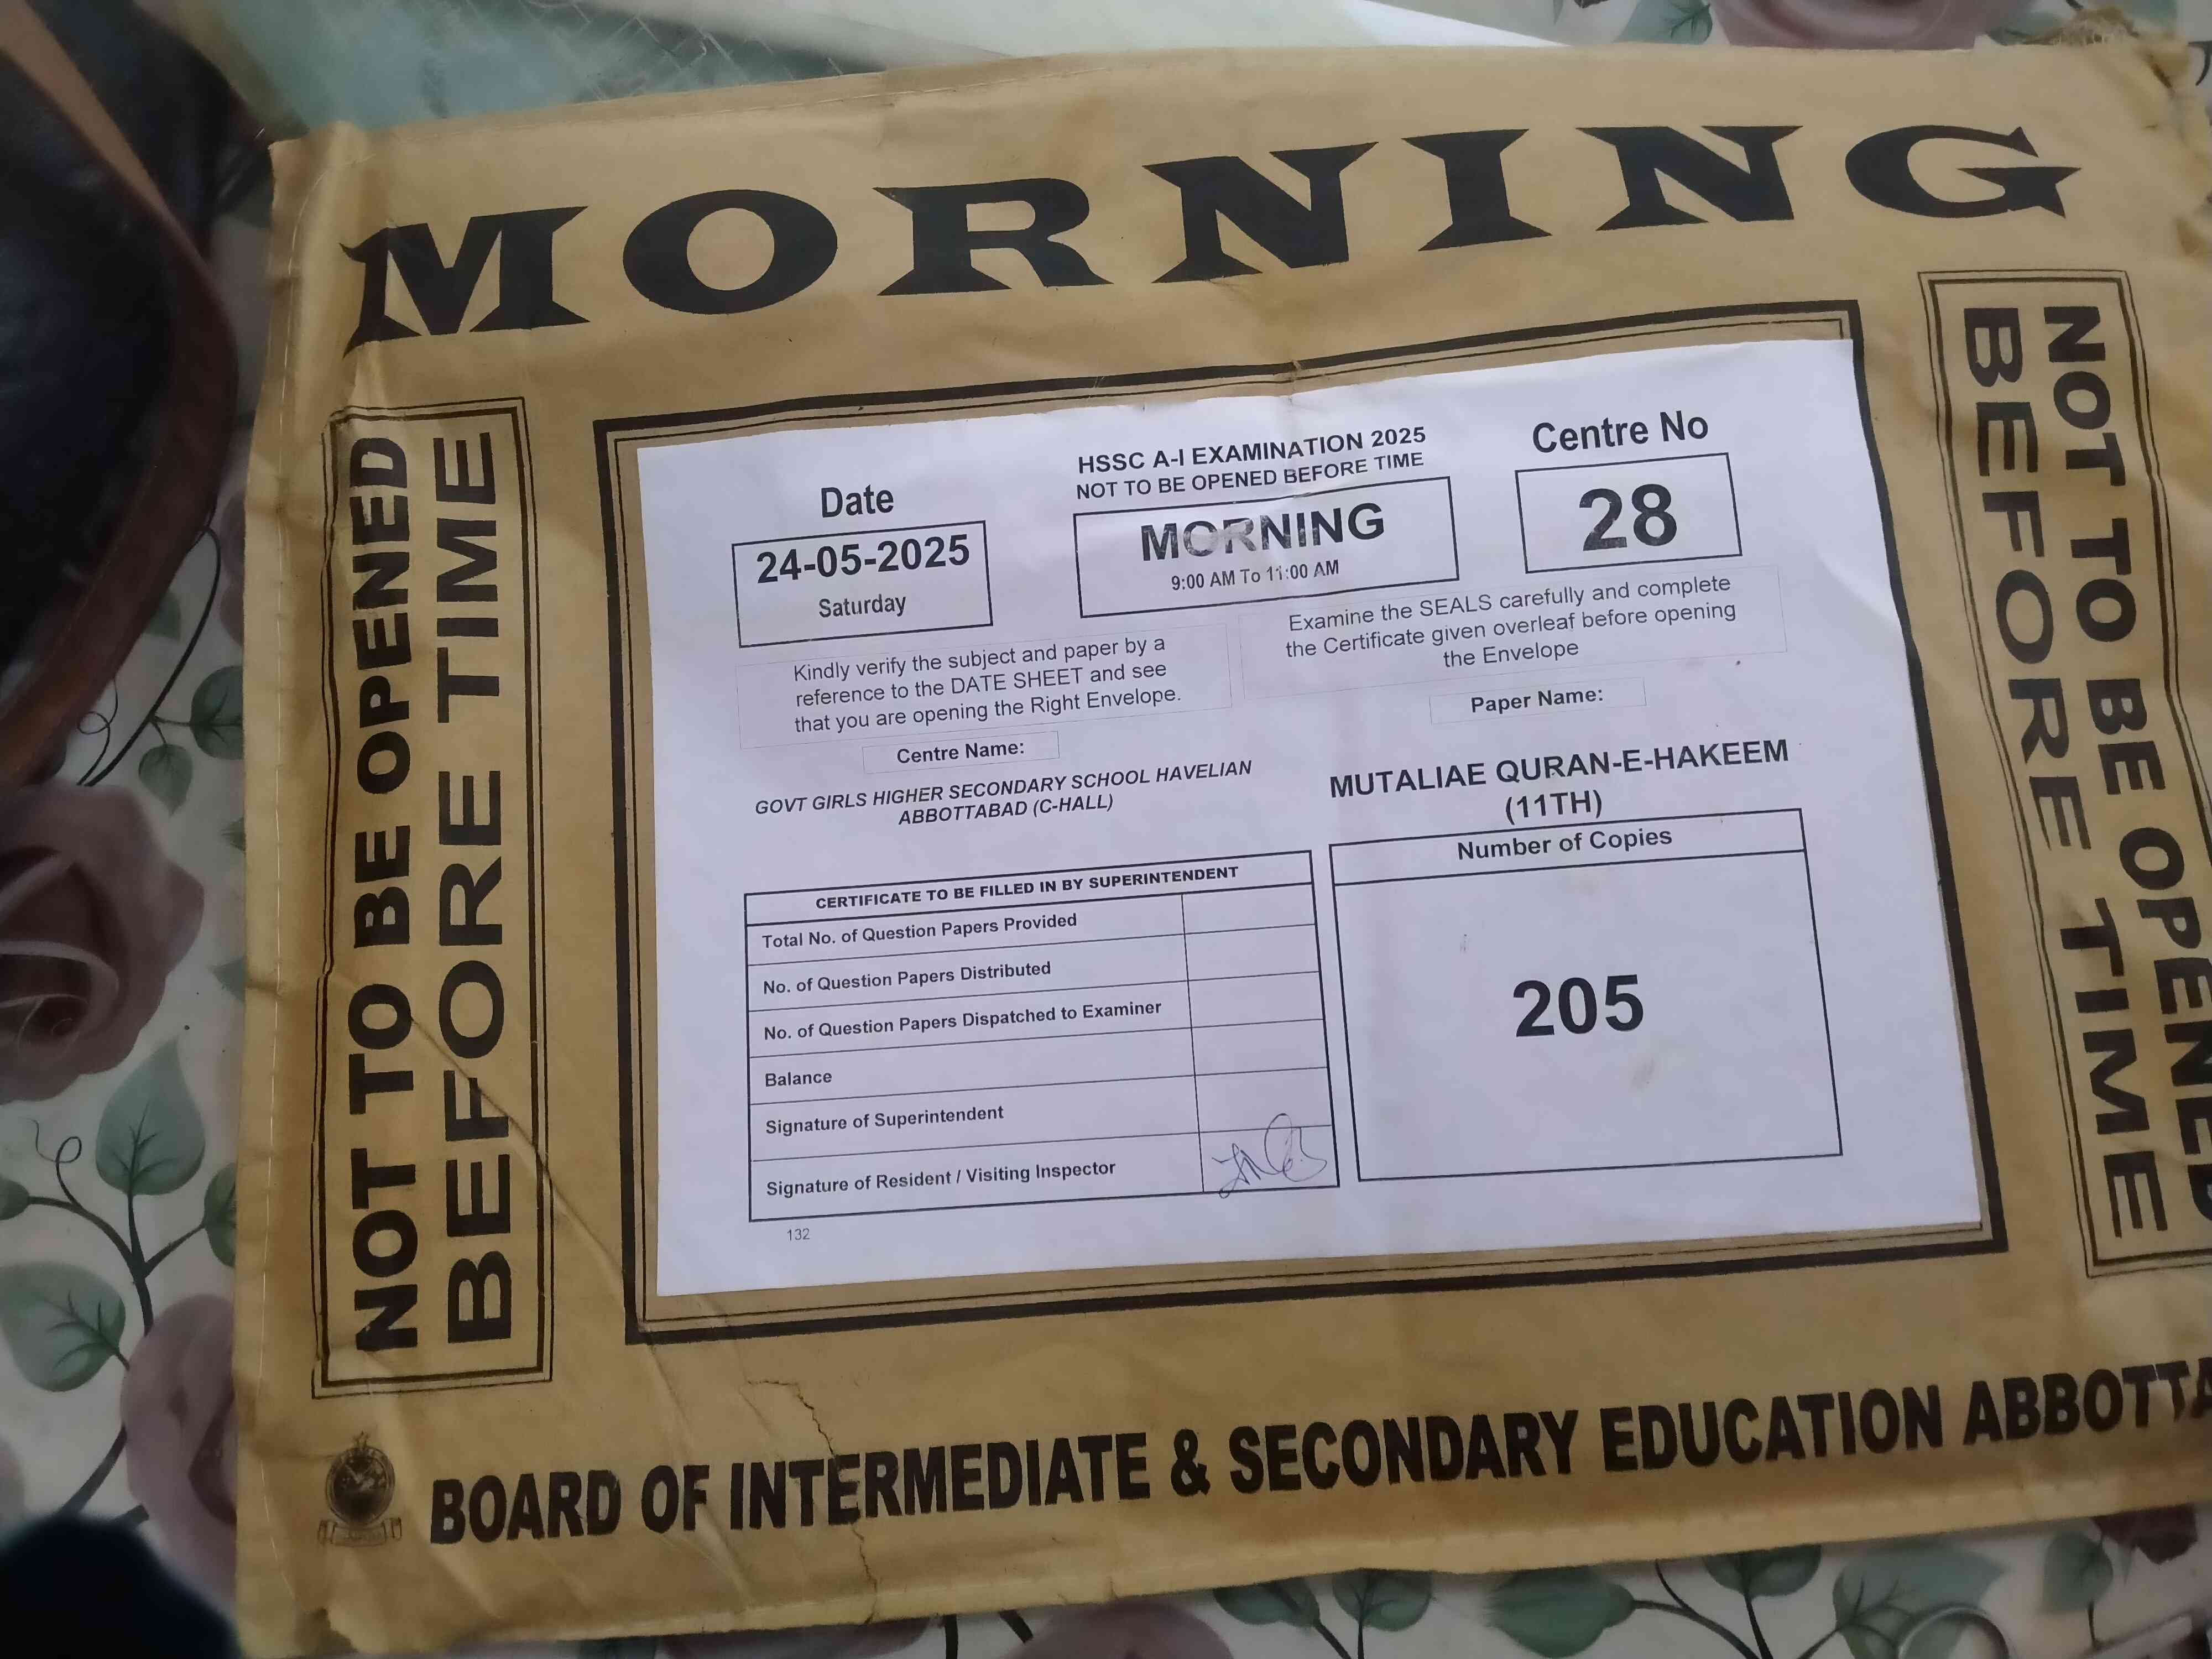 MORNING
NOT TO BE OPENED
BEFORE TIME
HSSC A-I EXAMINATION 2025
NOT TO BE OPENED BEFORE TIME
Date
24-05-2025
Saturday
MORNING
9:00 AM To 11:00 AM
Centre No
28
Kindly verify the subject and paper by a
reference to the DATE SHEET and see
that you are opening the Right Envelope.
Examine the SEALS carefully and complete
the Certificate given overleaf before opening
the Envelope
Centre Name:
GOVT GIRLS HIGHER SECONDARY SCHOOL HAVELIAN
ABBOTTABAD (C-HALL)
Paper Name:
MUTALIAE QURAN-E-HAKEEM
(11TH)
CERTIFICATE TO BE FILLED IN BY SUPERINTENDENT
Total No. of Question Papers Provided
No. of Question Papers Distributed
No. of Question Papers Dispatched to Examiner
Balance
Signature of Superintendent
Signature of Resident / Visiting Inspector
Number of Copies
205
132
NOT TO BE OPENED
BEFORE TIME
BOARD OF INTERMEDIATE & SECONDARY EDUCATION ABBOTTA